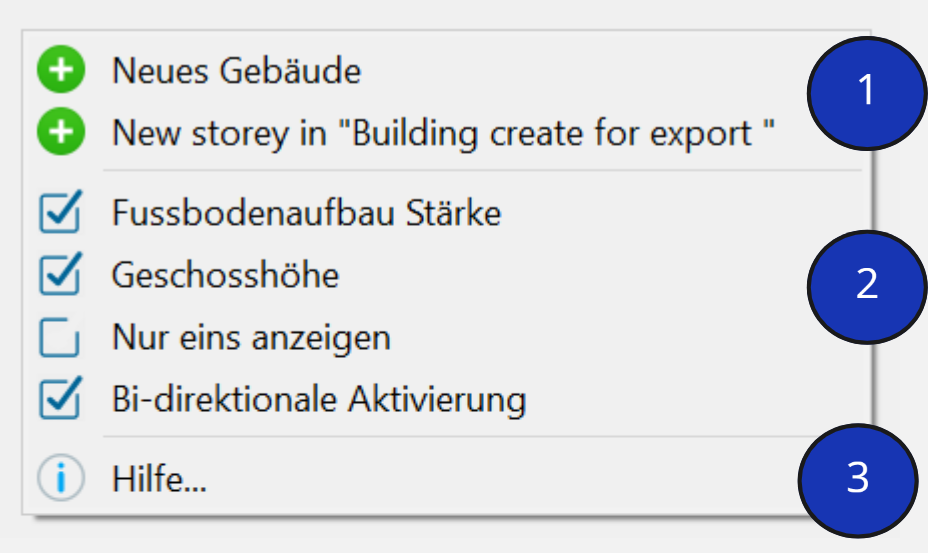 Neues Gebäude
1
New storey in "Building create for export "
Fussbodenaufbau Stärke
Geschosshöhe
2
Nur eins anzeigen
Bi-direktionale Aktivierung
Hilfe...
3